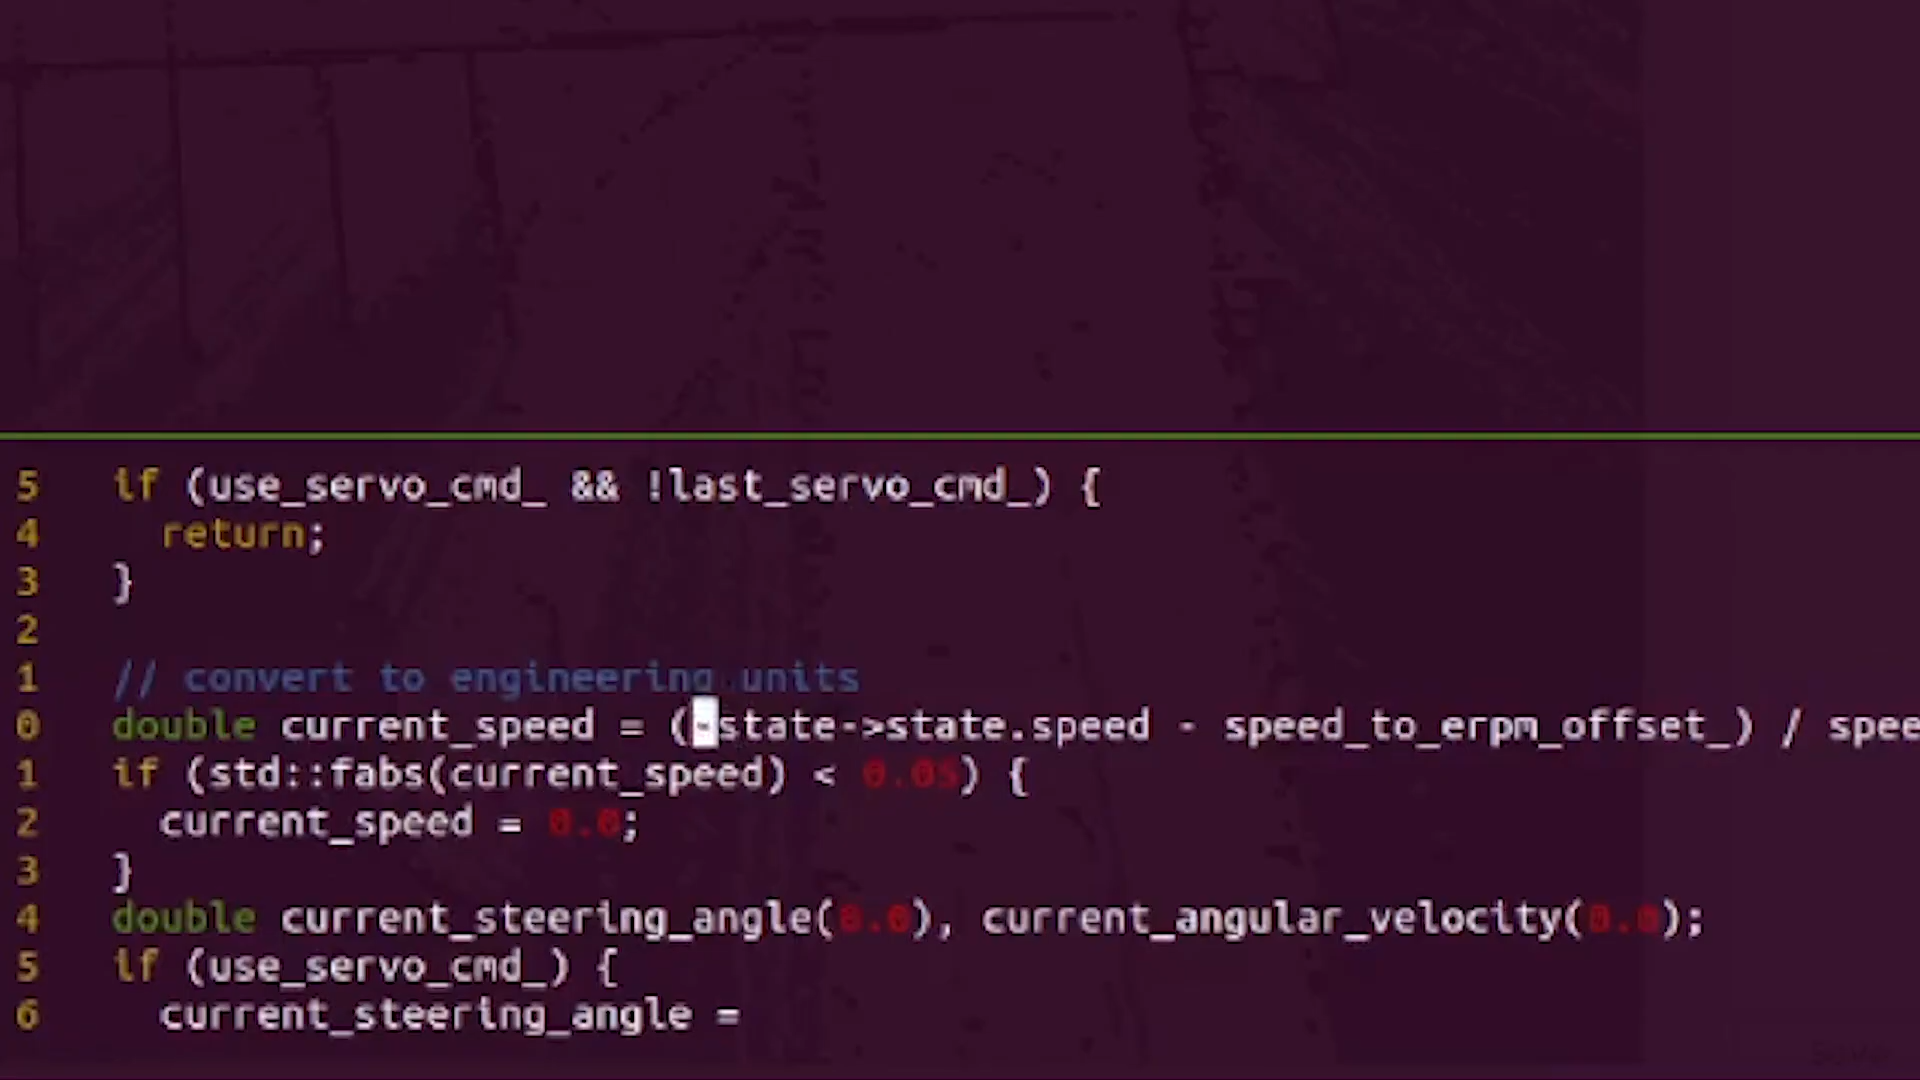 5 if (use_servo_cmd_ && !last_servo_cmd_) {
4 return;
3 }
2
1 // convert to engineering units
0 double current_speed = (-state->state.speed - speed_to_erpm_offset_) / spee
1 if (std::fabs(current_speed) < 0.05) {
2 current_speed = 0.0;
3 }
4 double current_steering_angle(0.0), current_angular_velocity(0.0);
5 if (use_servo_cmd_) {
6 current_steering_angle =